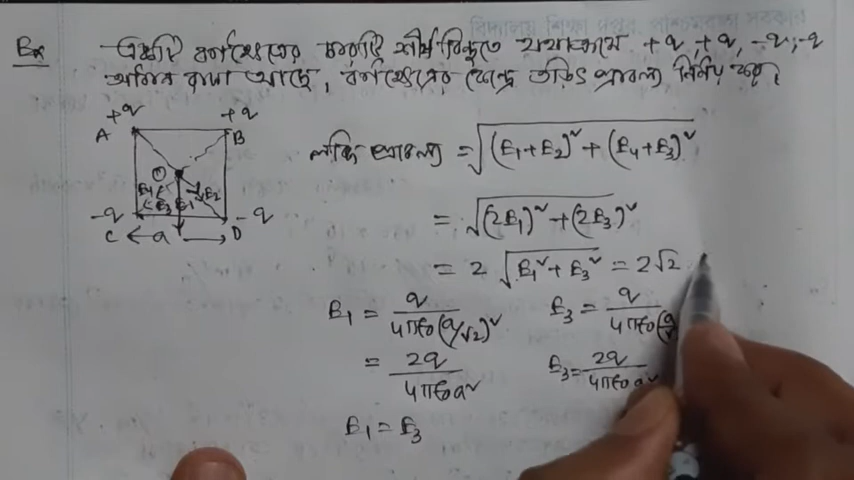 Ex একটি বর্গক্ষেত্রের চারটি শীর্ষ বিন্দুতে যথাক্রমে +q, +q, -q, -q
আধান রাখা আছে, বর্গক্ষেত্রের কেন্দ্রে তড়িৎ প্রাবল্য নির্ণয় কর।
+q +q
A B
লব্ধি প্রাবল্য = √(E₁+E₂)² + (E₄+E₃)²
O
E₄ E₂
E₃ E₁
-q -q
C ← a → D
= √(2E₁)² + (2E₃)²
= 2 √E₁² + E₃² = 2√2
E₁ = q / 4πε₀(a/√2)² E₃ = q / 4πε₀(a/√
= 2q / 4πε₀a² E₃ = 2q / 4πε₀a²
E₁ = E₃